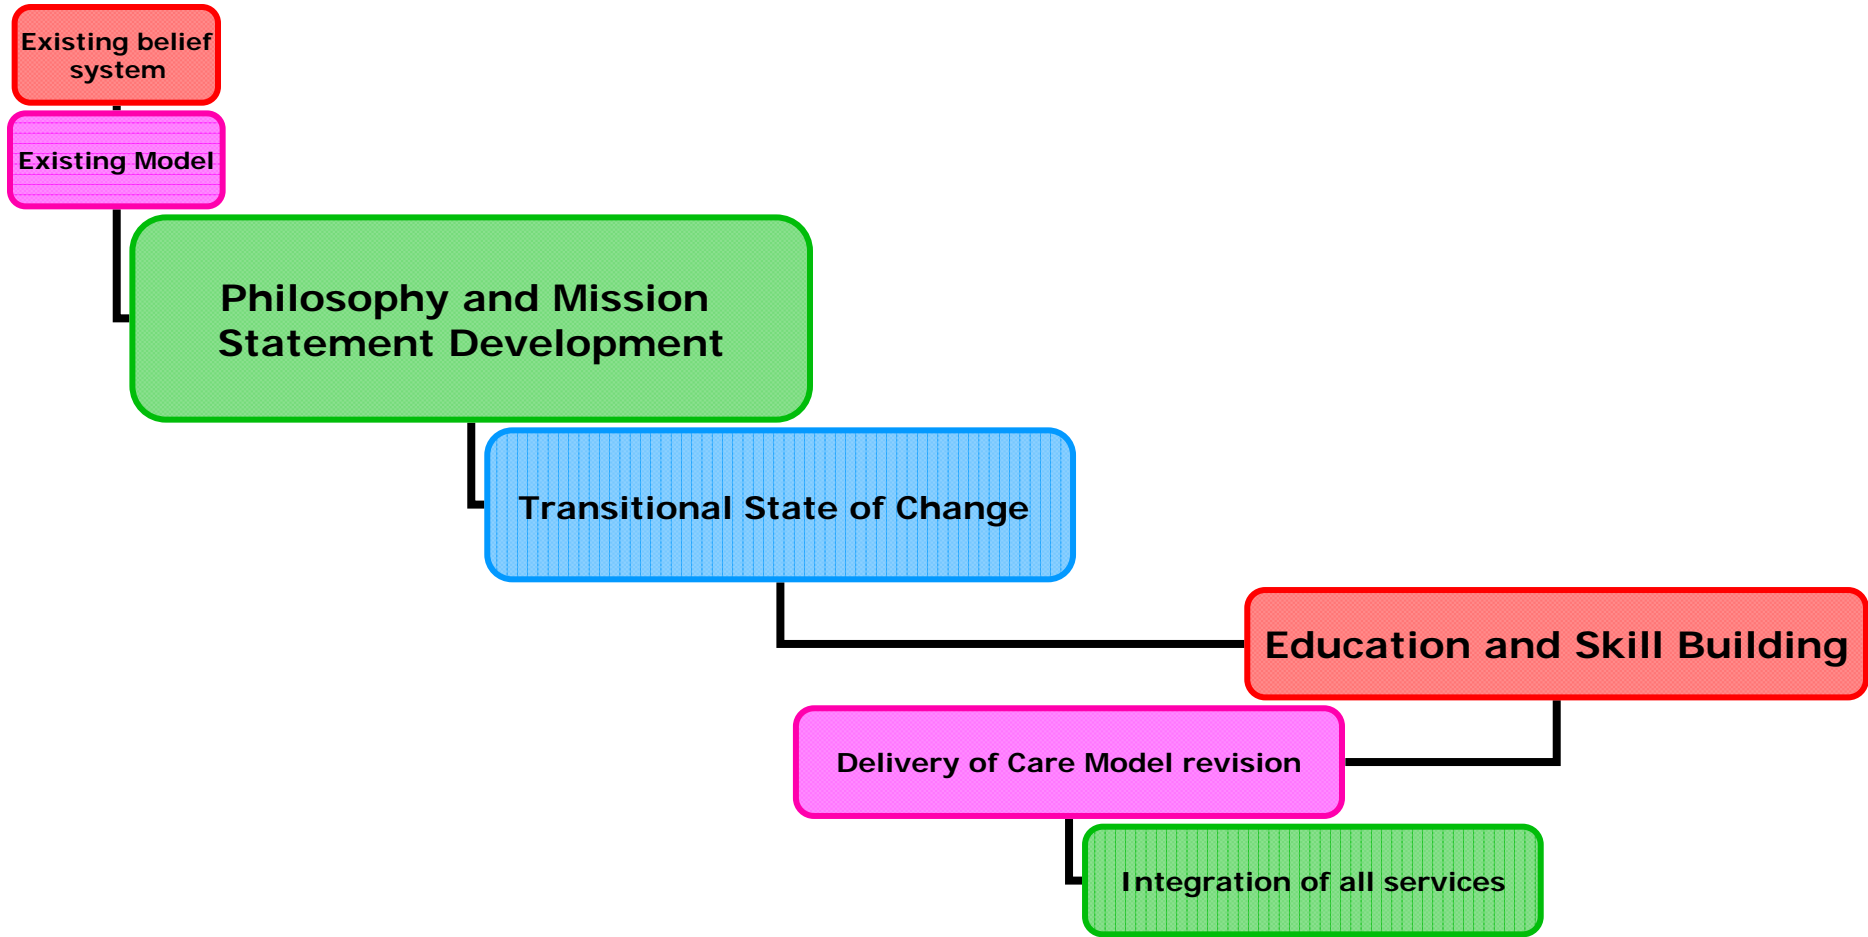 Existing belief
system
Existing Model
Philosophy and Mission
Statement Development
Transitional State of Change
Education and Skill Building
Delivery of Care Model revision
Integration of all services